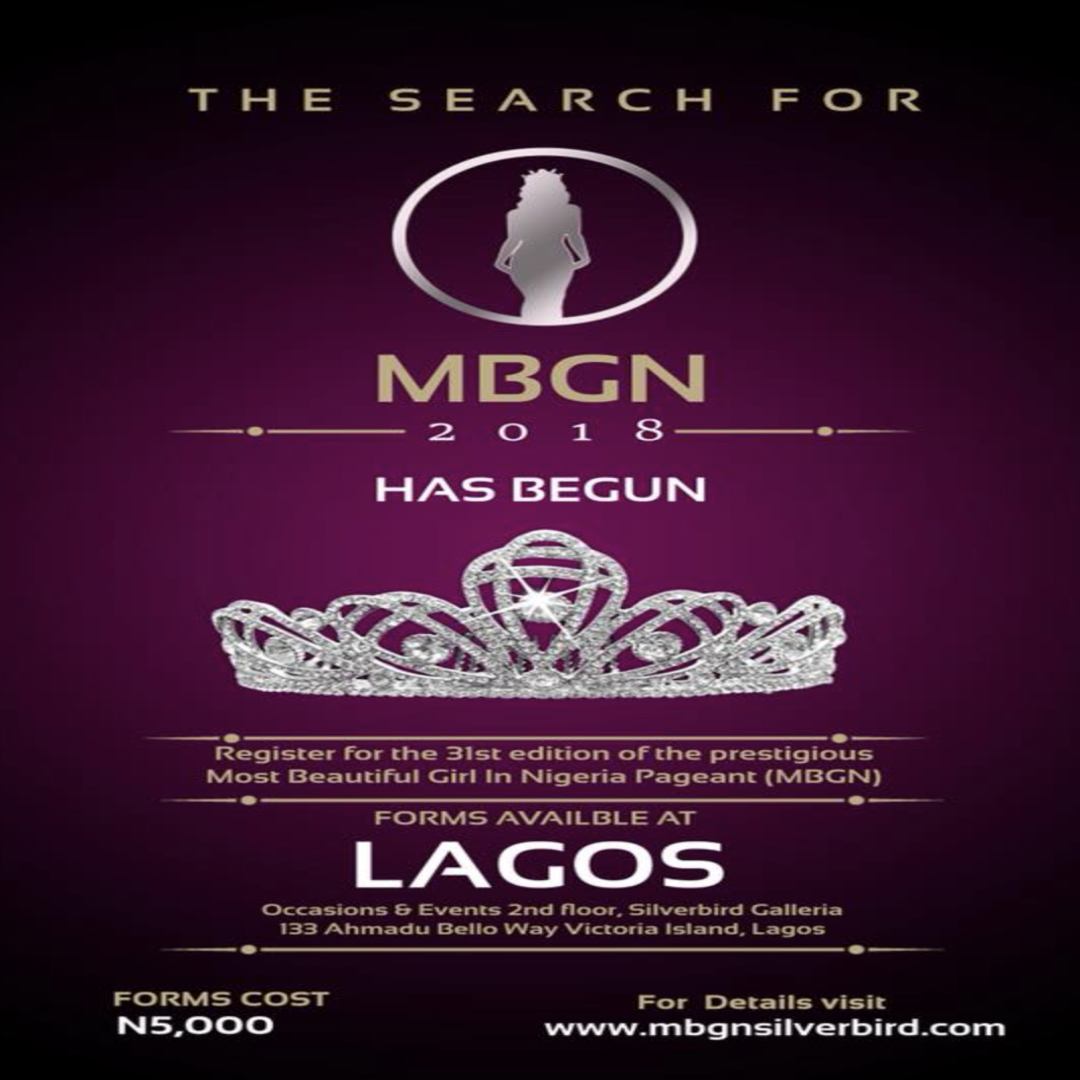 THE SEARCH FOR
MBGN
2018
HAS BEGUN
Register for the 31st edition of the prestigious
Most Beautiful Girl In Nigeria Pageant (MBGN)
FORMS AVAILBLE AT
LAGOS
Occasions & Events 2nd floor, Silverbird Galleria
133 Ahmadu Bello Way Victoria Island, Lagos
FORMS COST
N5,000
For Details visit
www.mbgnsilverbird.com